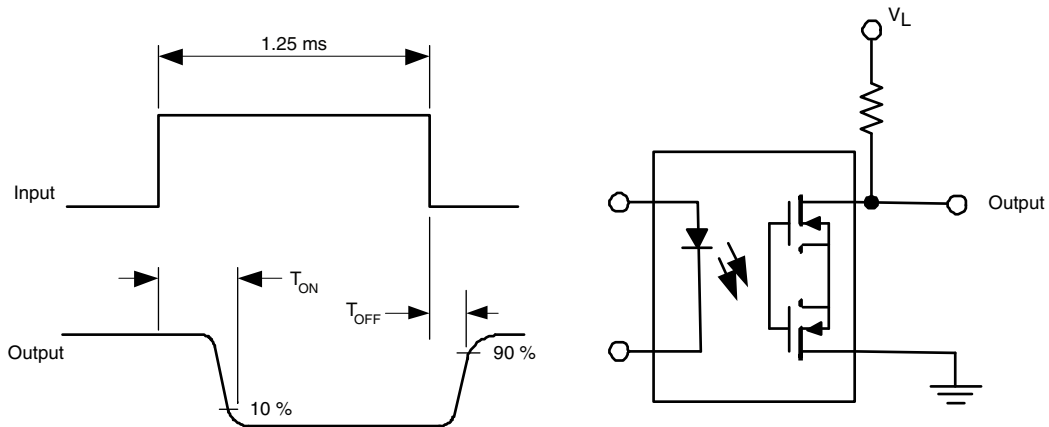 1.25 ms
Input
T_ON
T_OFF
Output
90 %
10 %
V_L
Output